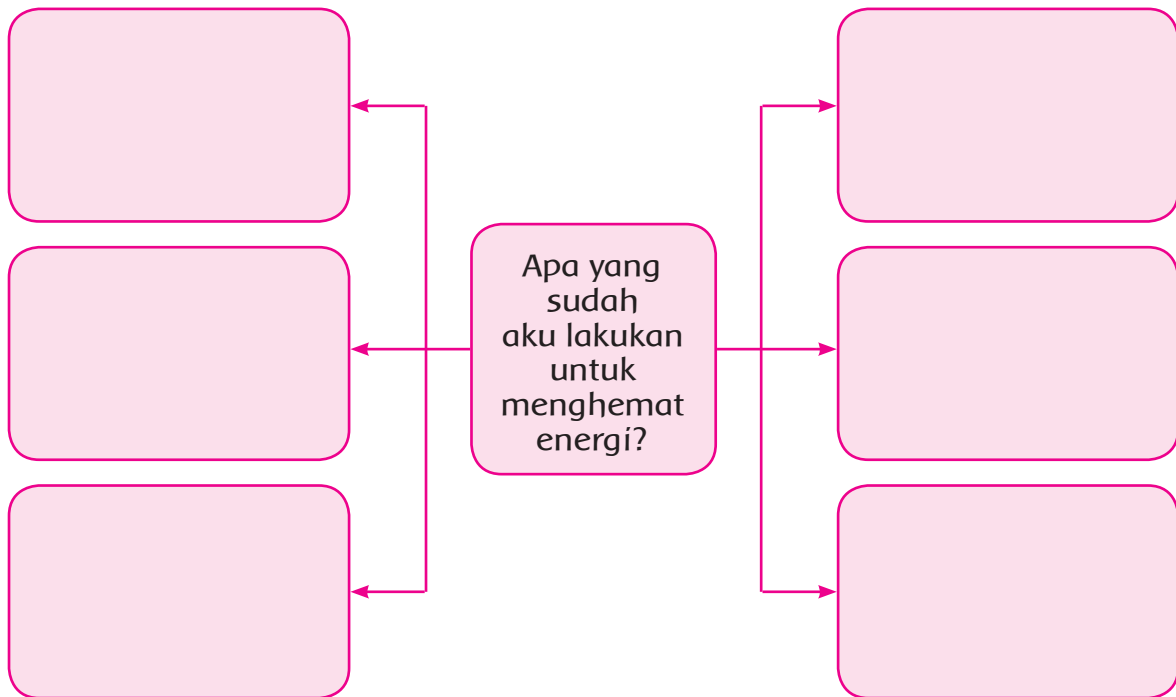 Apa yang
sudah
aku lakukan
untuk
menghemat
energi?